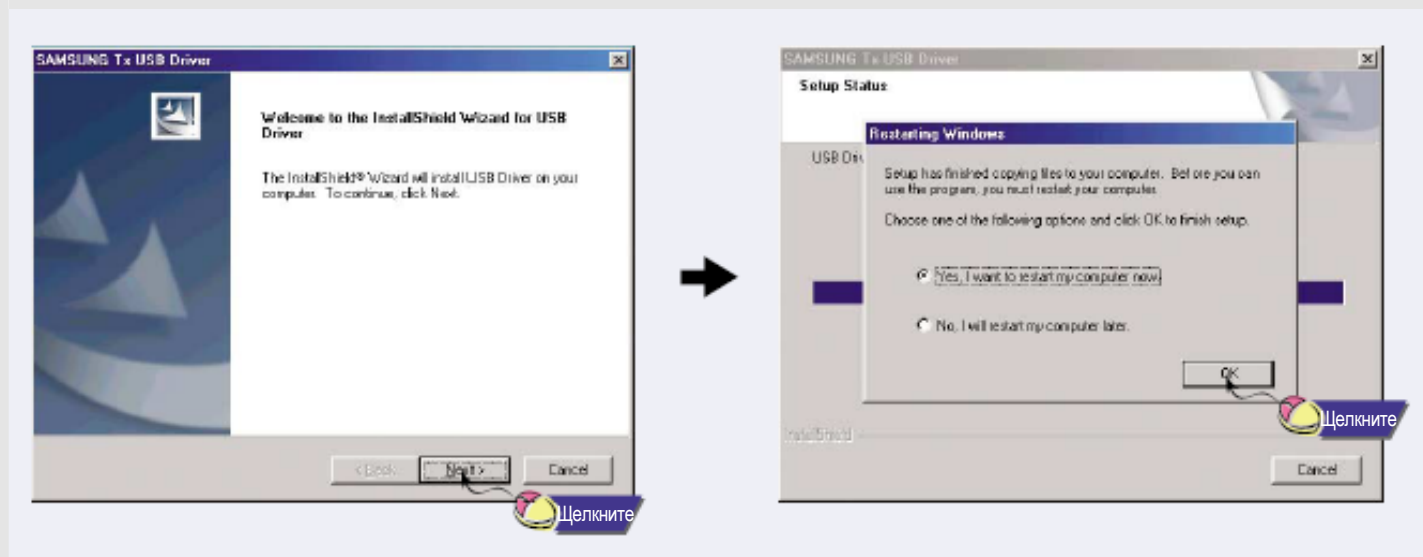 SAMSUNG Tx USB Driver
Welcome to the InstallShield Wizard for USB
Driver
The InstallShield® Wizard will install USB Driver on your
computer. To continue, click Next.
< Back
Next >
Cancel
Щелкните
SAMSUNG Tx USB Driver
Setup Status
USB Driv
Restarting Windows
Setup has finished copying files to your computer. Before you can
use the program, you must restart your computer.
Choose one of the following options and click OK to finish setup.
Yes, I want to restart my computer now.
No, I will restart my computer later.
OK
Щелкните
InstallShield
Cancel